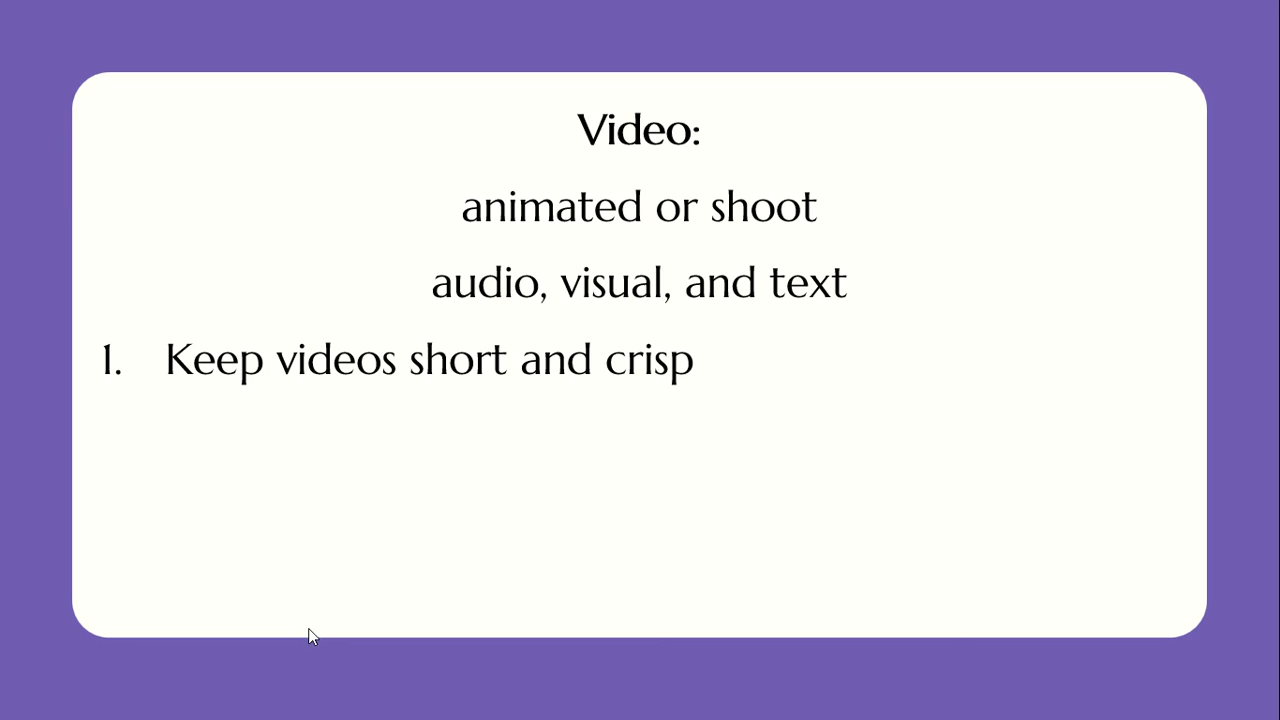 Video:
animated or shoot
audio, visual, and text
1. Keep videos short and crisp